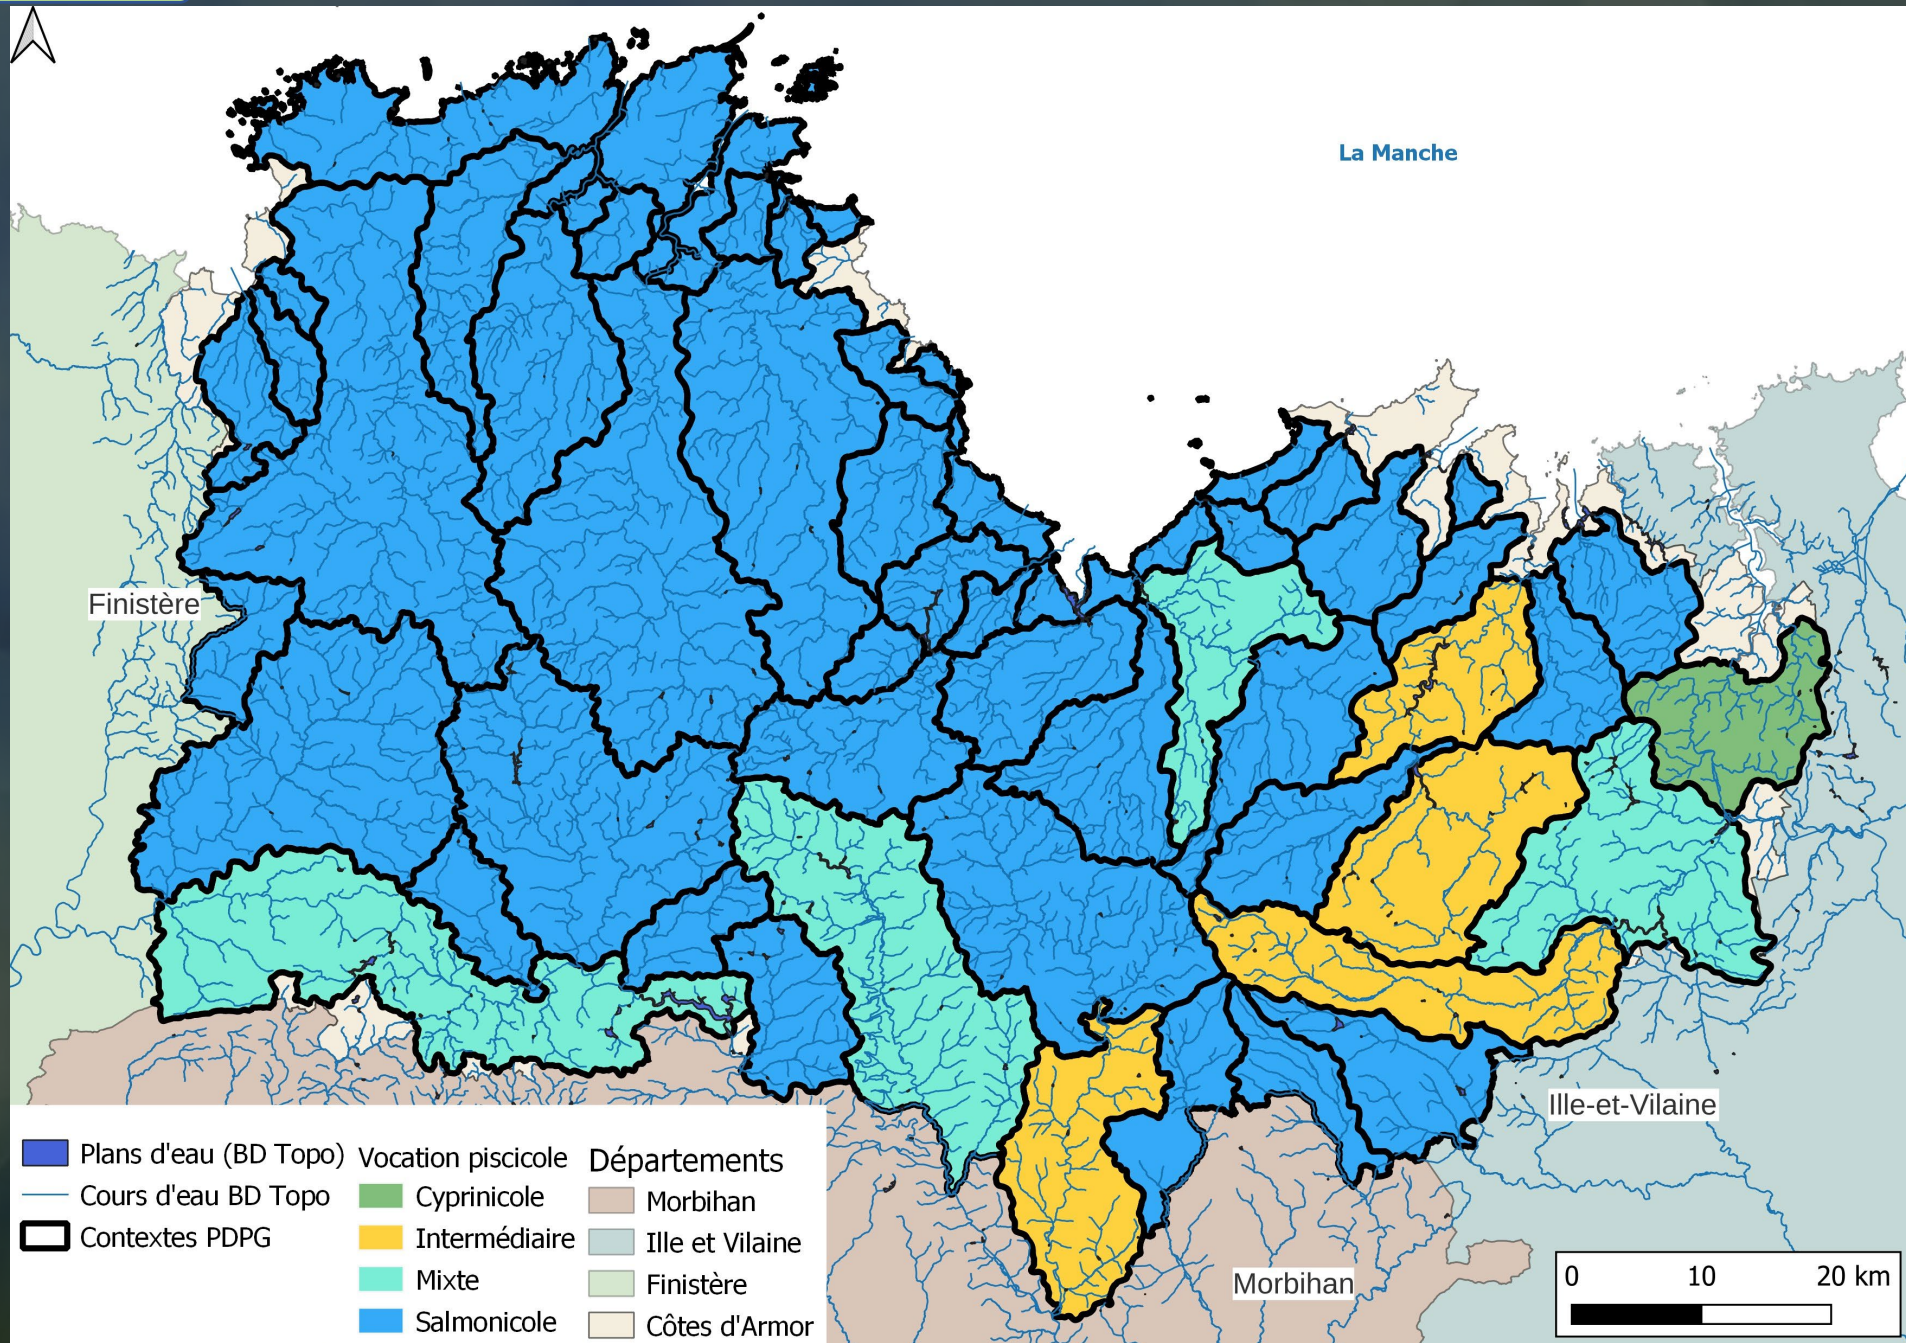 La Manche
Finistère
Ille-et-Vilaine
Morbihan
Plans d'eau (BD Topo)
Cours d'eau BD Topo
Contextes PDPG
Vocation piscicole
Cyprinicole
Intermédiaire
Mixte
Salmonicole
Départements
Morbihan
Ille et Vilaine
Finistère
Côtes d'Armor
0 10 20 km